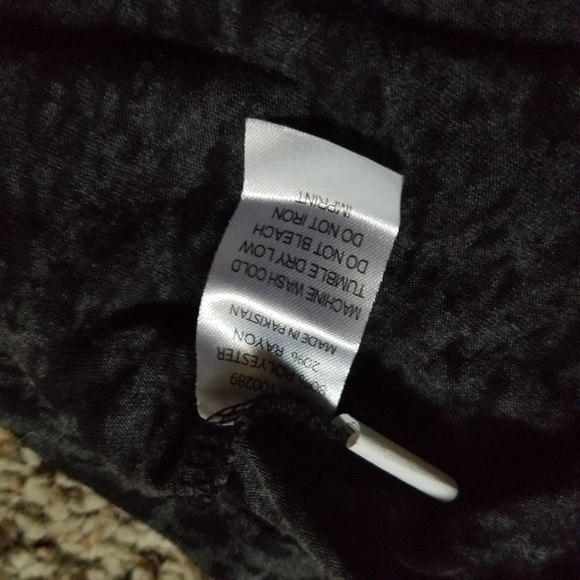 100289
POLYESTER
20% RAYON
MADE IN PAKISTAN
MACHINE WASH COLD
TUMBLE DRY LOW
DO NOT BLEACH
DO NOT IRON
IMPRINT